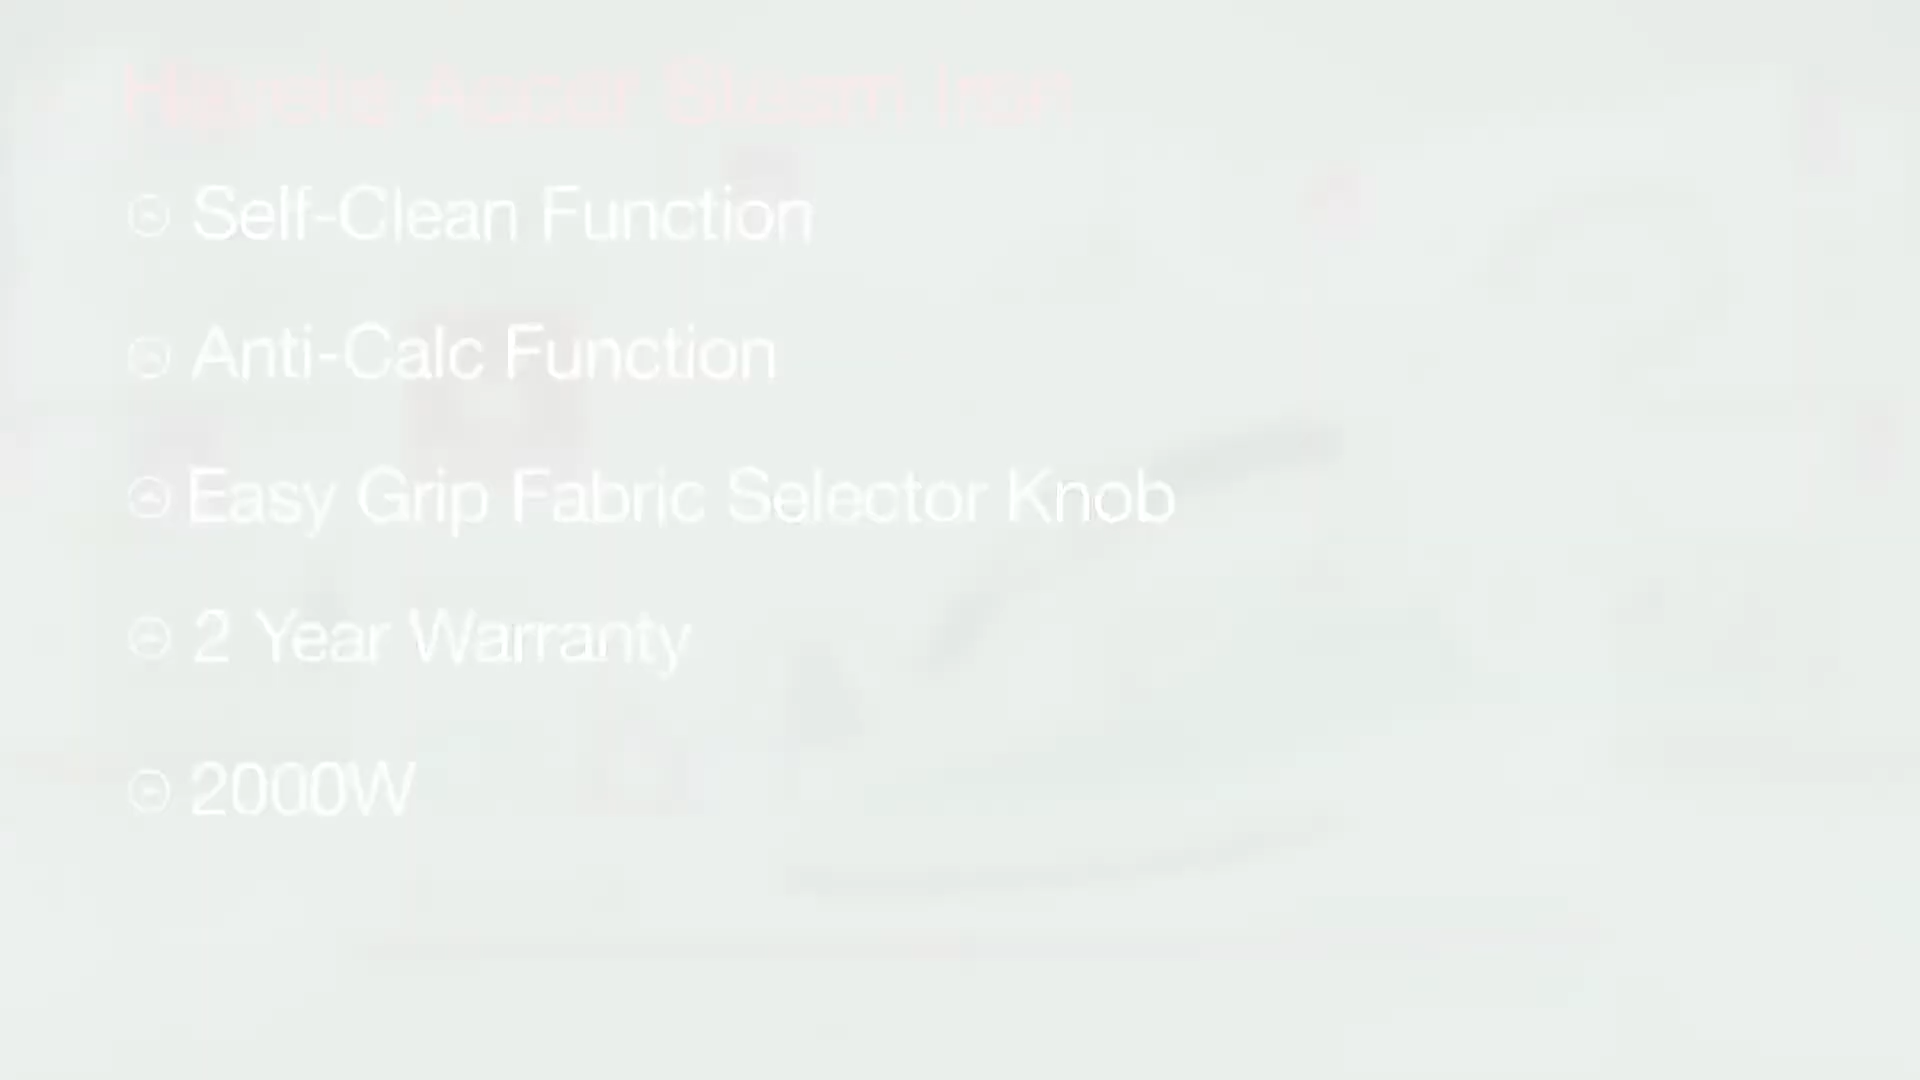 Havells Accor Steam Iron
Self-Clean Function
Anti-Calc Function
Easy Grip Fabric Selector Knob
2 Year Warranty
2000W